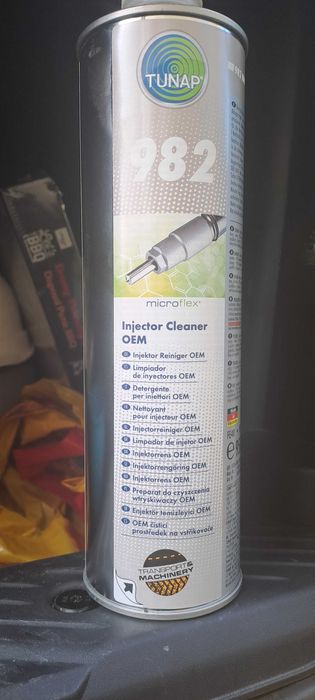 TUNAP®
982
microflex®
Injector Cleaner
OEM
Injektor Reiniger OEM
Limpiador
de inyectores OEM
Detergente
per iniettori OEM
Nettoyant
pour injecteur OEM
Injectorreiniger OEM
Limpador de injetor OEM
Injektorrens OEM
Injektorrengöring OEM
Injektorrens OEM
Preparat do czyszczenia
wtryskiwaczy OEM
Enjektör temizleyici OEM
OEM čisticí
prostředek na vstřikovače
TRANSPORT &
MACHINERY